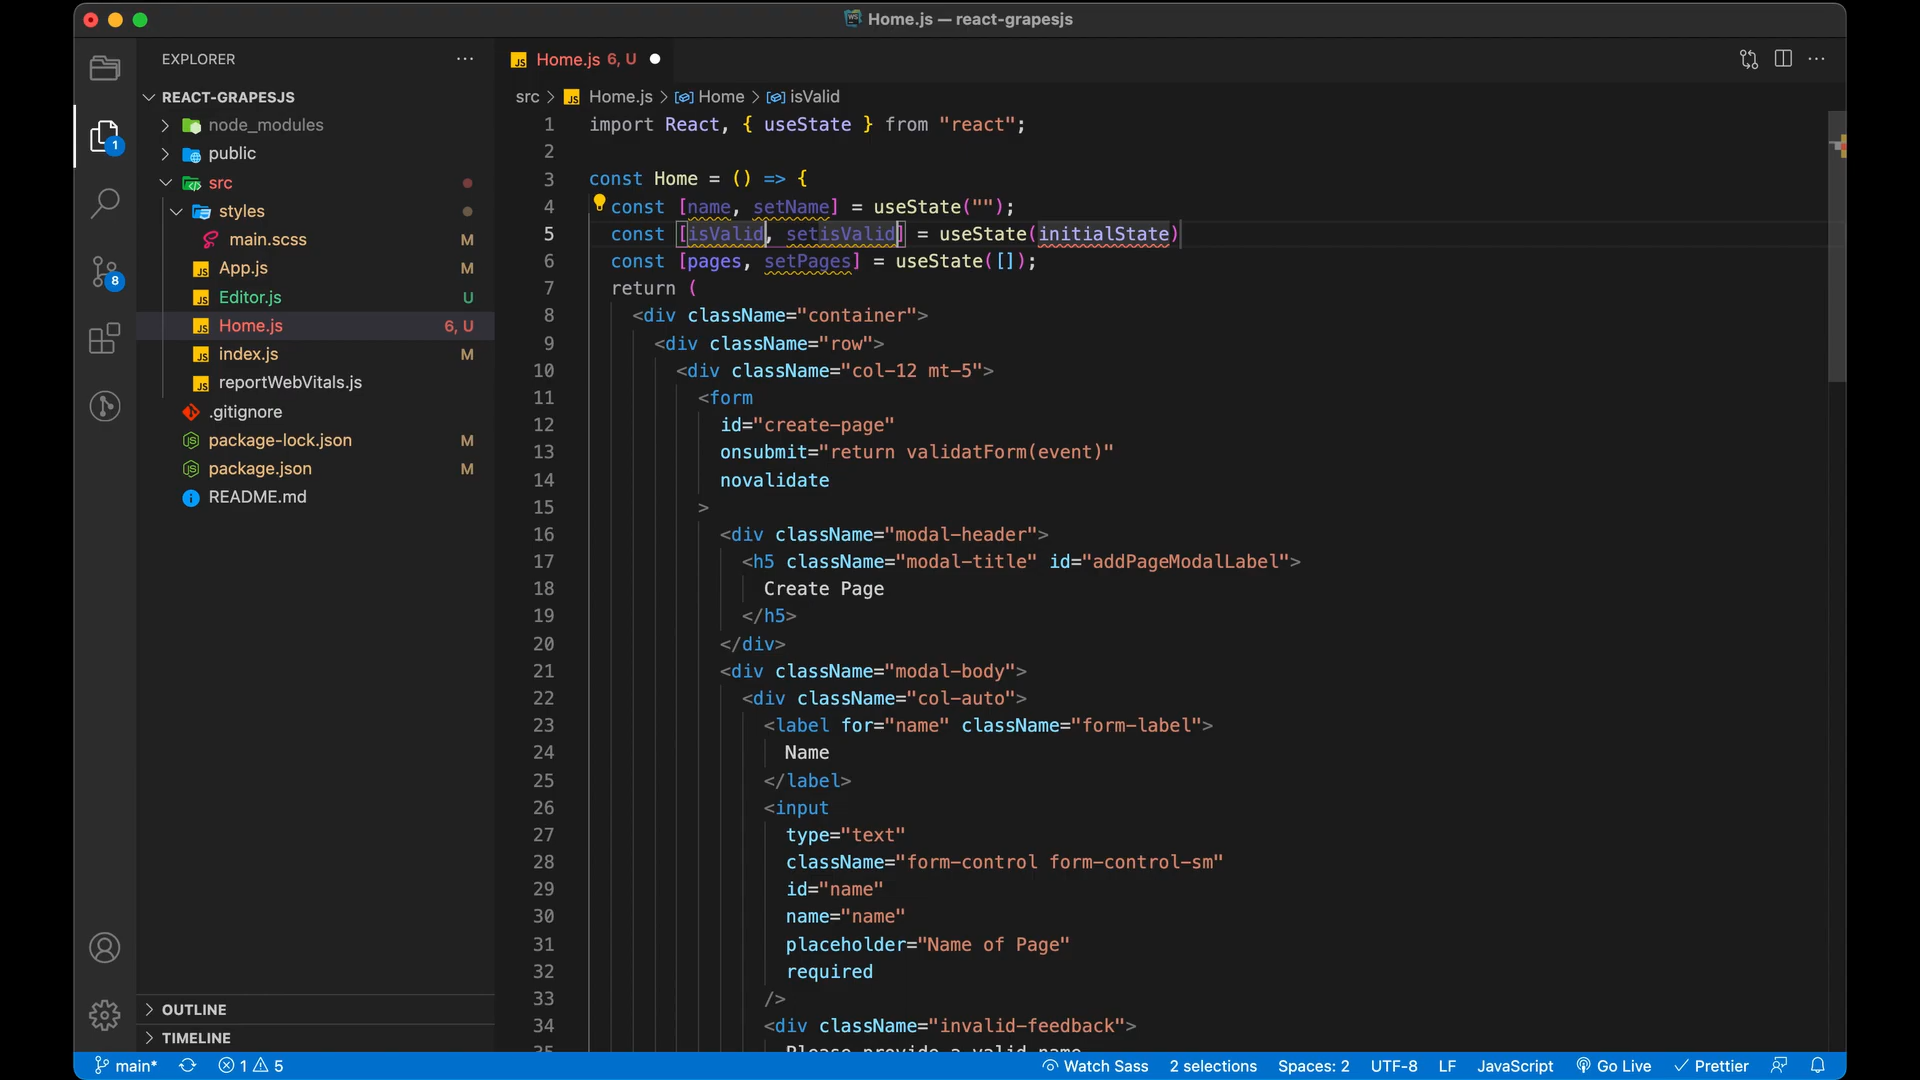 Home.js — react-grapesjs
EXPLORER
REACT-GRAPESJS
node_modules
public
src
styles
main.scss M
App.js M
Editor.js U
Home.js 6, U
index.js M
reportWebVitals.js
.gitignore
package-lock.json M
package.json M
README.md
OUTLINE
TIMELINE
1
8
Home.js 6, U
src > Home.js > Home > isValid
1 import React, { useState } from "react";
2
3 const Home = () => {
4 const [name, setName] = useState("");
5 const [isValid, setisValid] = useState(initialState)
6 const [pages, setPages] = useState([]);
7 return (
8 <div className="container">
9 <div className="row">
10 <div className="col-12 mt-5">
11 <form
12 id="create-page"
13 onsubmit="return validatForm(event)"
14 novalidate
15 >
16 <div className="modal-header">
17 <h5 className="modal-title" id="addPageModalLabel">
18 Create Page
19 </h5>
20 </div>
21 <div className="modal-body">
22 <div className="col-auto">
23 <label for="name" className="form-label">
24 Name
25 </label>
26 <input
27 type="text"
28 className="form-control form-control-sm"
29 id="name"
30 name="name"
31 placeholder="Name of Page"
32 required
33 />
34 <div className="invalid-feedback">
35 Please provide a valid name
main* 1 5 Watch Sass 2 selections Spaces: 2 UTF-8 LF JavaScript Go Live Prettier